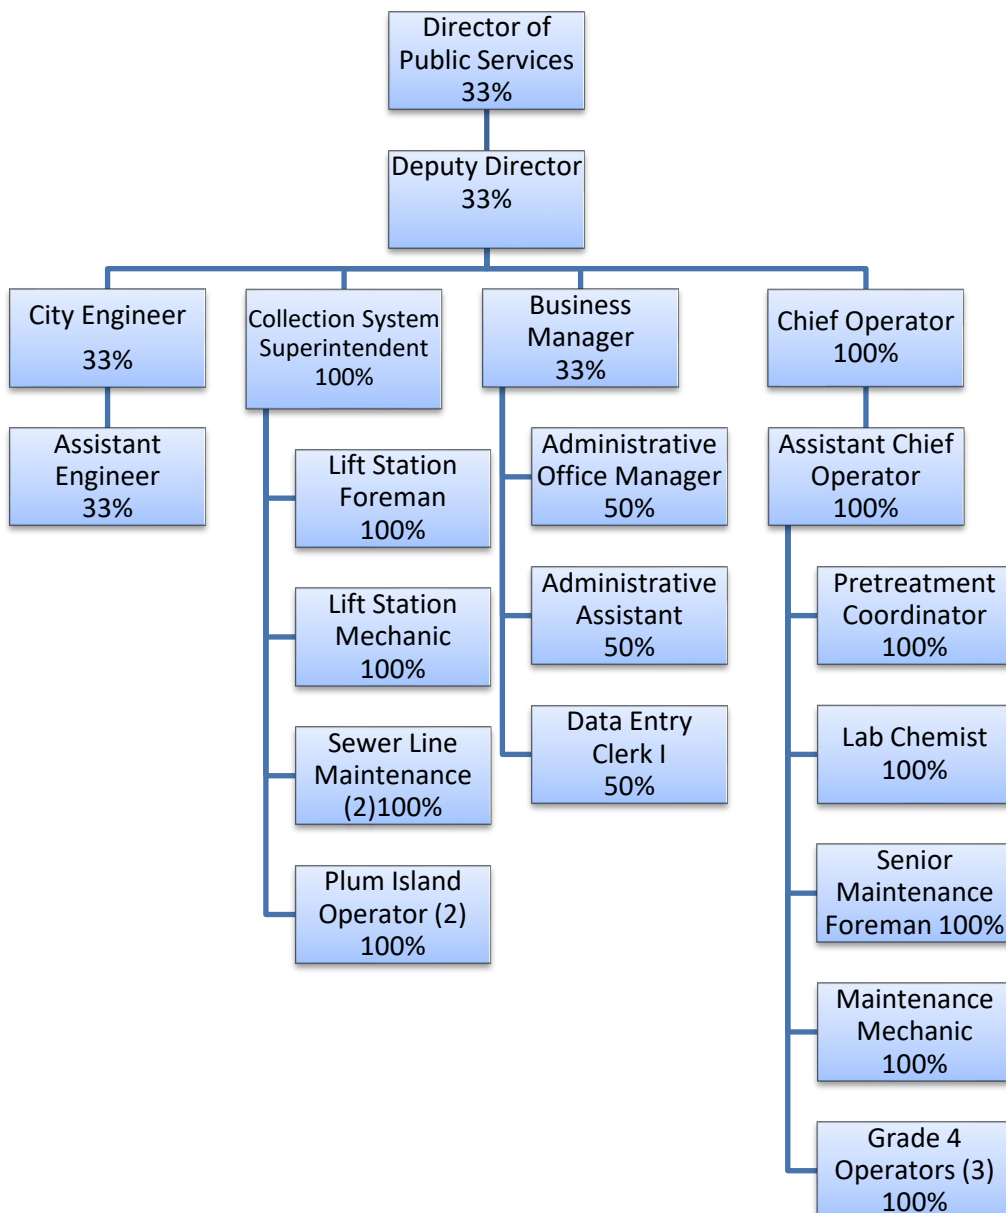 Director of
Public Services
33%
Deputy Director
33%
City Engineer
33%
Assistant
Engineer
33%
Collection System
Superintendent
100%
Lift Station
Foreman
100%
Lift Station
Mechanic
100%
Sewer Line
Maintenance
(2)100%
Plum Island
Operator (2)
100%
Business
Manager
33%
Administrative
Office Manager
50%
Administrative
Assistant
50%
Data Entry
Clerk I
50%
Chief Operator
100%
Assistant Chief
Operator
100%
Pretreatment
Coordinator
100%
Lab Chemist
100%
Senior
Maintenance
Foreman 100%
Maintenance
Mechanic
100%
Grade 4
Operators (3)
100%